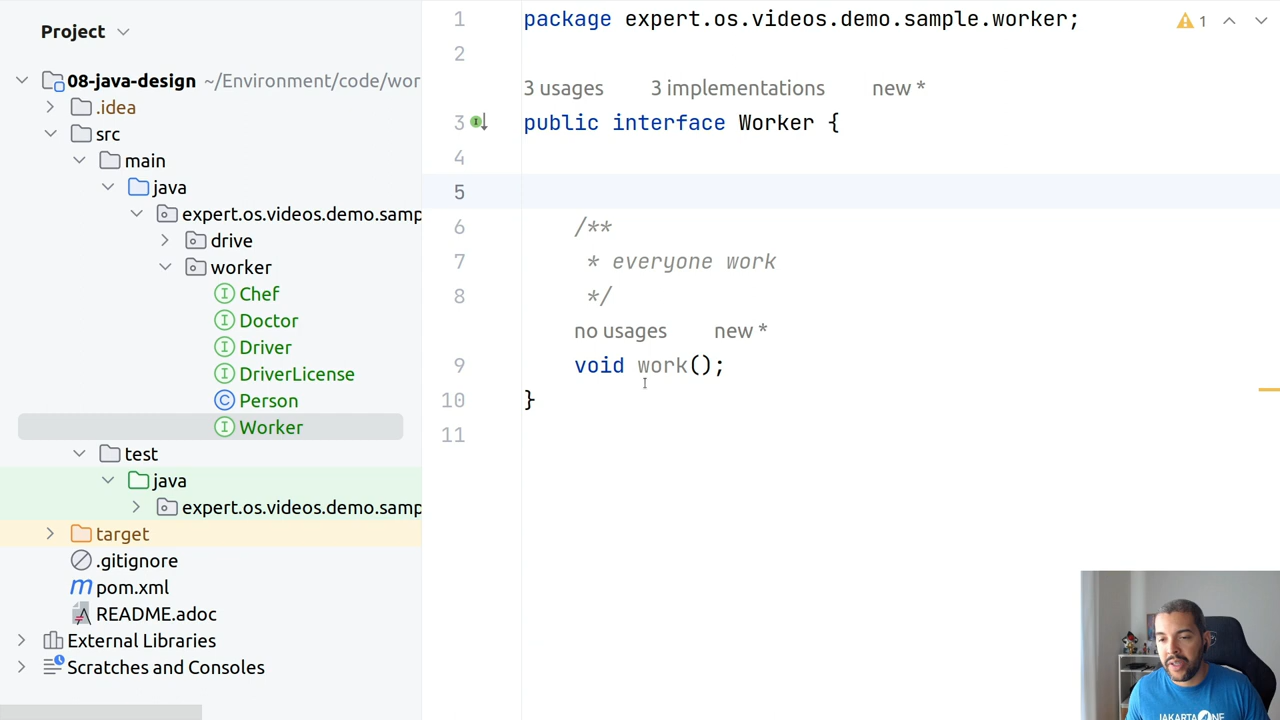 Project
08-java-design ~/Environment/code/wor
.idea
src
main
java
expert.os.videos.demo.samp
drive
worker
Chef
Doctor
Driver
DriverLicense
Person
Worker
test
java
expert.os.videos.demo.samp
target
.gitignore
pom.xml
README.adoc
External Libraries
Scratches and Consoles
1 package expert.os.videos.demo.sample.worker;
1
2
3 usages 3 implementations new *
3 public interface Worker {
4
5
6 /**
7 * everyone work
8 */
no usages new *
9 void work();
10 }
11
JAKARTAONE